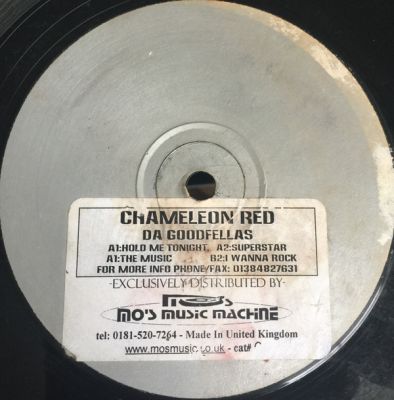 CHAMELEON RED
DA GOODFELLAS
A1:HOLD ME TONIGHT, A2:SUPERSTAR
A1:THE MUSIC B2:I WANNA ROCK
FOR MORE INFO PHONE/FAX: 01384827631
-EXCLUSIVELY DISTRIBUTED BY-
MO'S MUSIC MACHINE
tel: 0181-520-7264 - Made In United Kingdom
www.mosmusic.co.uk - cat#